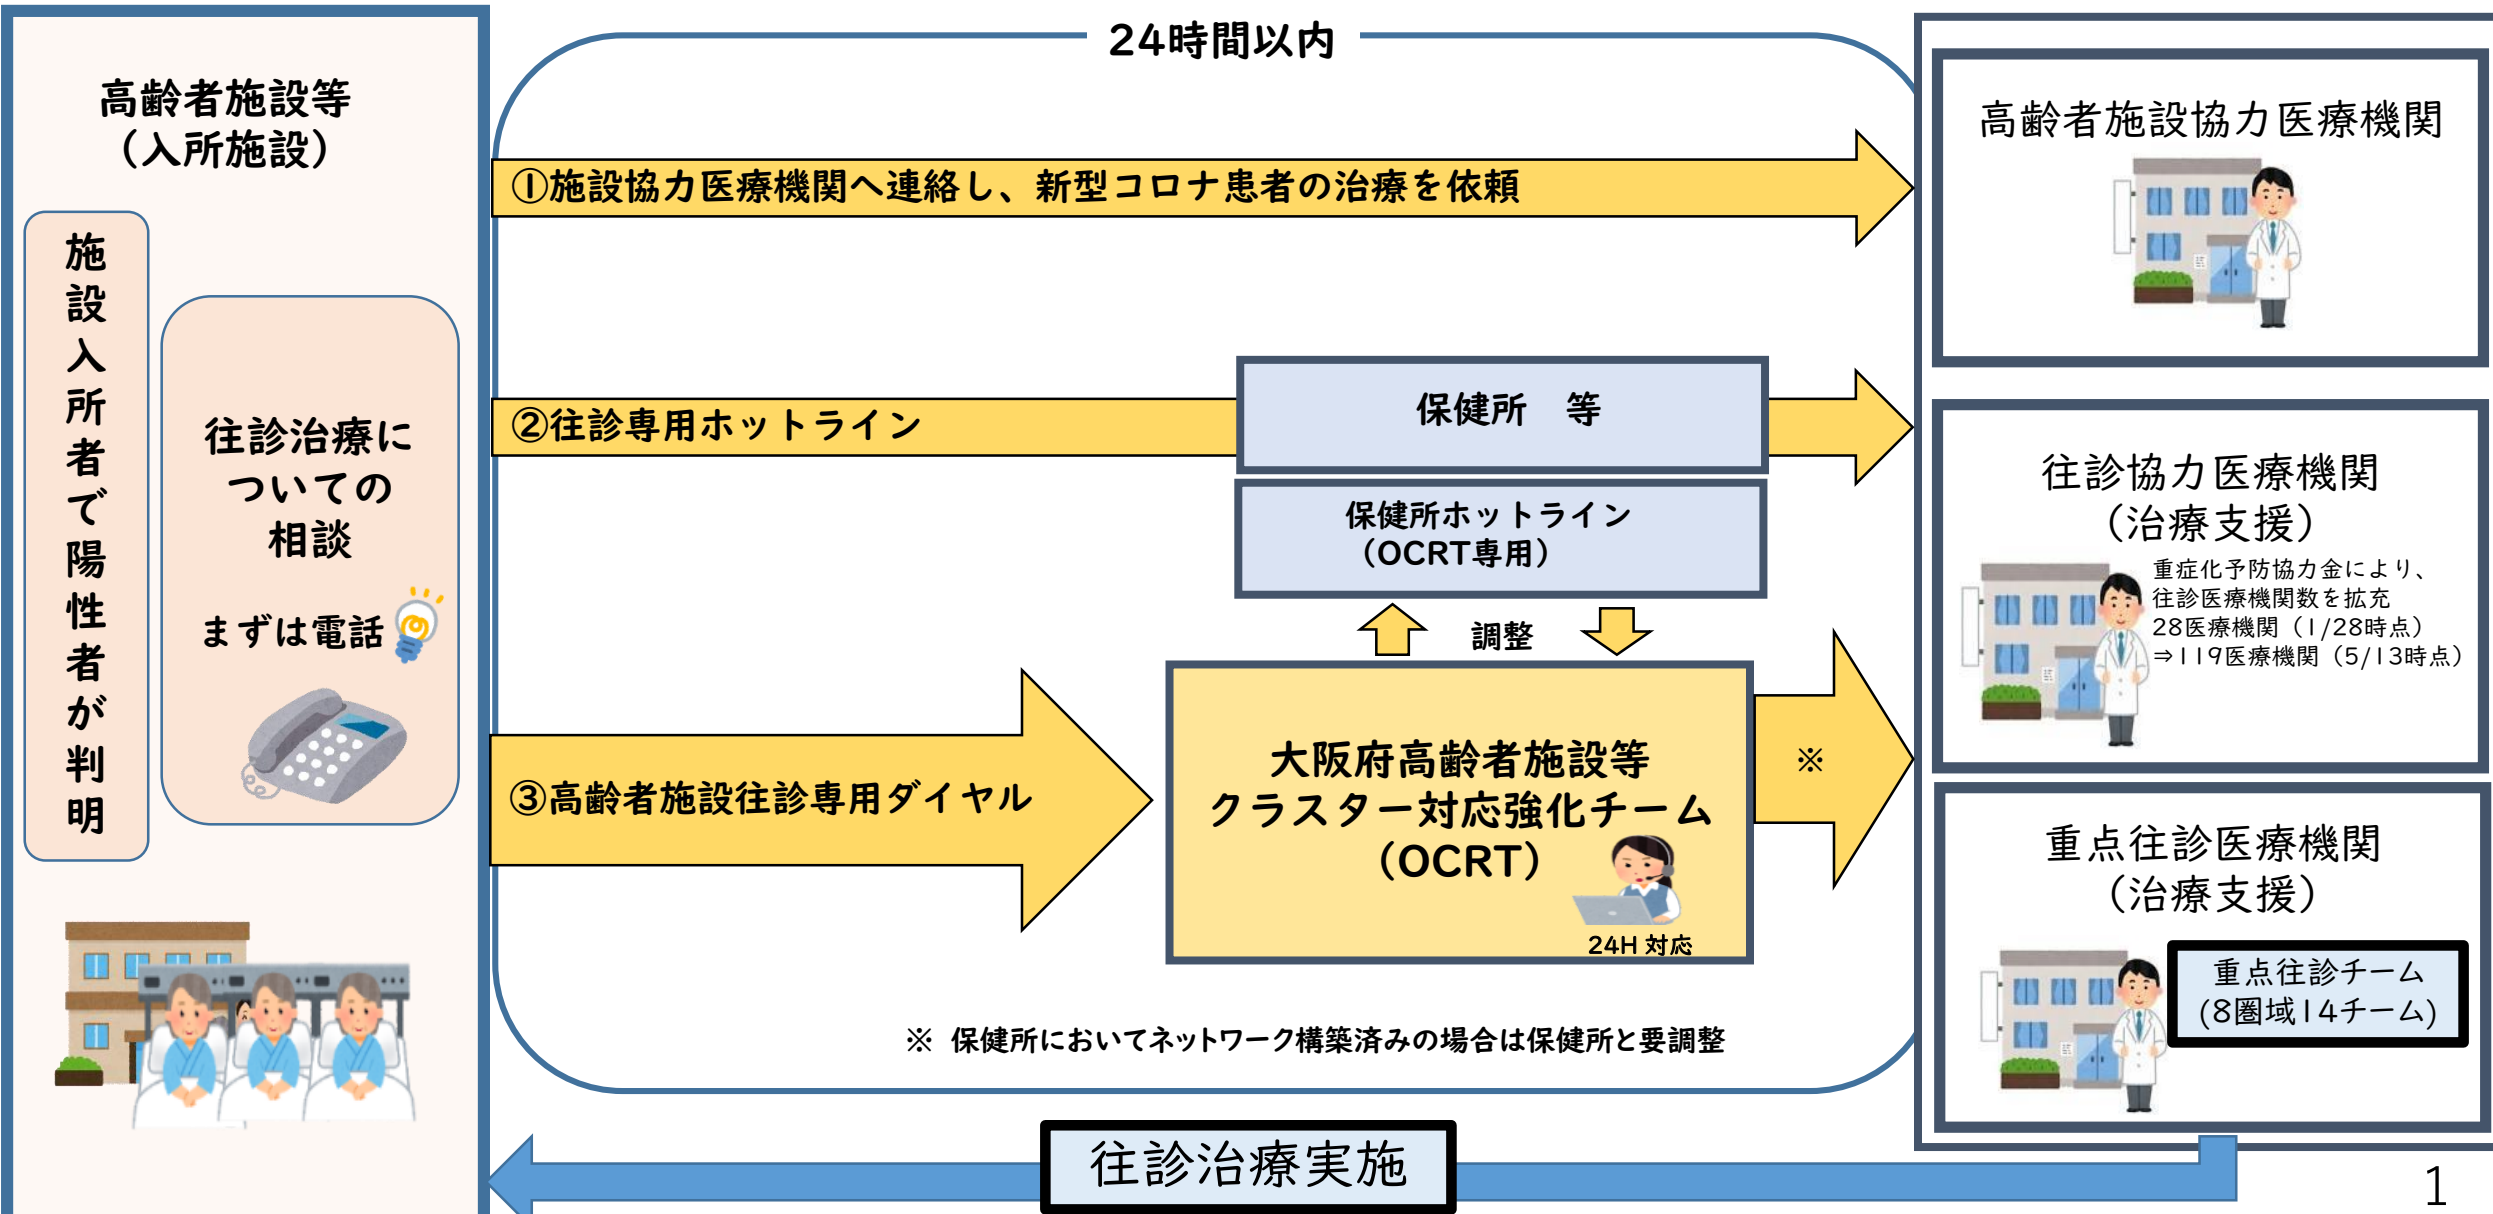 24時間以内
高齢者施設等
（入所施設）
施設入所者で陽性者が判明
往診治療に
ついての
相談
まずは電話
①施設協力医療機関へ連絡し、新型コロナ患者の治療を依頼
②往診専用ホットライン
保健所　等
保健所ホットライン
（OCRT専用）
調整
③高齢者施設往診専用ダイヤル
大阪府高齢者施設等
クラスター対応強化チーム
（OCRT）
24H 対応
※
※ 保健所においてネットワーク構築済みの場合は保健所と要調整
高齢者施設協力医療機関
往診協力医療機関
（治療支援）
重症化予防協力金により、
往診医療機関数を拡充
28医療機関（1/28時点）
⇒119医療機関（5/13時点）
重点往診医療機関
（治療支援）
重点往診チーム
(8圏域14チーム)
往診治療実施
1